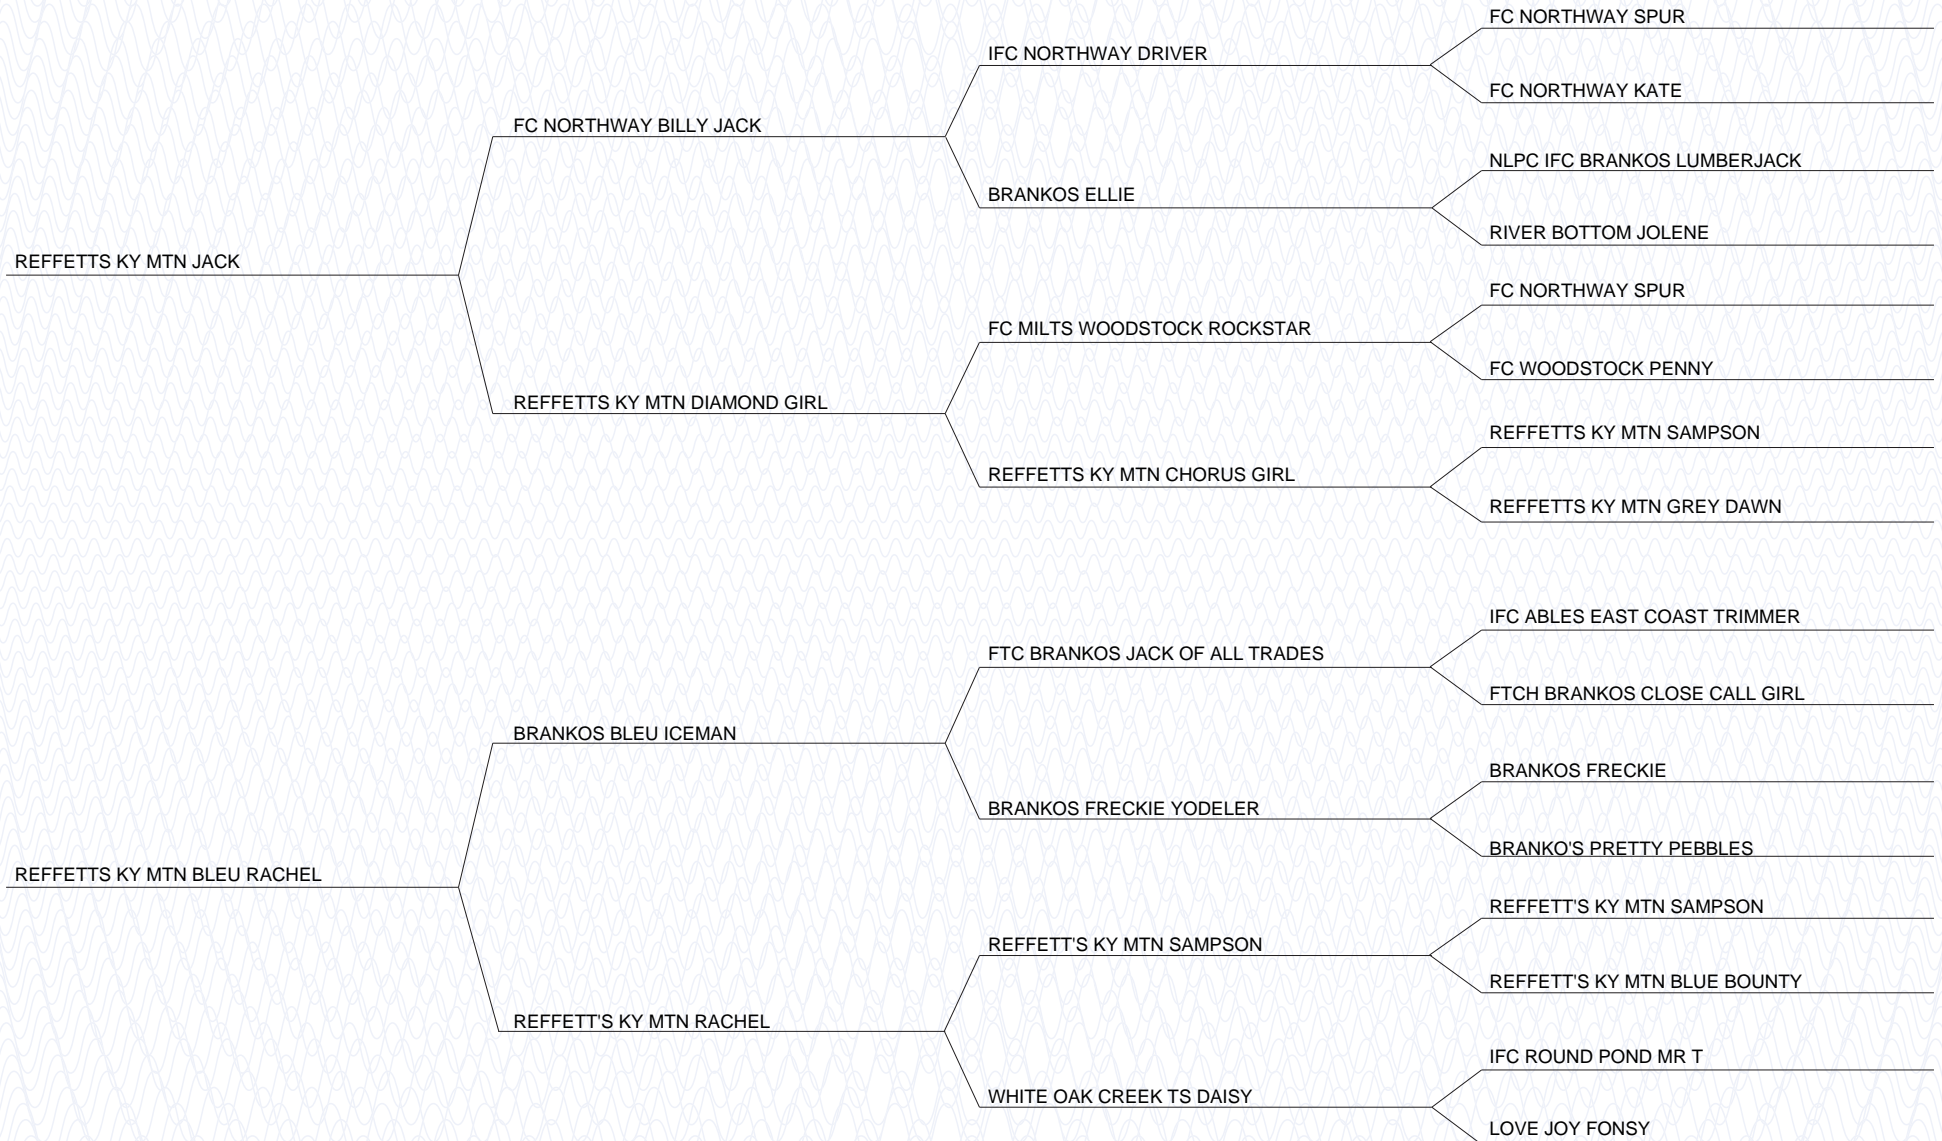 FC NORTHWAY SPUR
IFC NORTHWAY DRIVER
FC NORTHWAY KATE
FC NORTHWAY BILLY JACK
NLPC IFC BRANKOS LUMBERJACK
BRANKOS ELLIE
RIVER BOTTOM JOLENE
REFFETTS KY MTN JACK
FC NORTHWAY SPUR
FC MILTS WOODSTOCK ROCKSTAR
FC WOODSTOCK PENNY
REFFETTS KY MTN DIAMOND GIRL
REFFETTS KY MTN SAMPSON
REFFETTS KY MTN CHORUS GIRL
REFFETTS KY MTN GREY DAWN
IFC ABLES EAST COAST TRIMMER
FTC BRANKOS JACK OF ALL TRADES
FTCH BRANKOS CLOSE CALL GIRL
BRANKOS BLEU ICEMAN
BRANKOS FRECKIE
BRANKOS FRECKIE YODELER
BRANKO'S PRETTY PEBBLES
REFFETTS KY MTN BLEU RACHEL
REFFETT'S KY MTN SAMPSON
REFFETT'S KY MTN SAMPSON
REFFETT'S KY MTN BLUE BOUNTY
REFFETT'S KY MTN RACHEL
IFC ROUND POND MR T
WHITE OAK CREEK TS DAISY
LOVE JOY FONSY